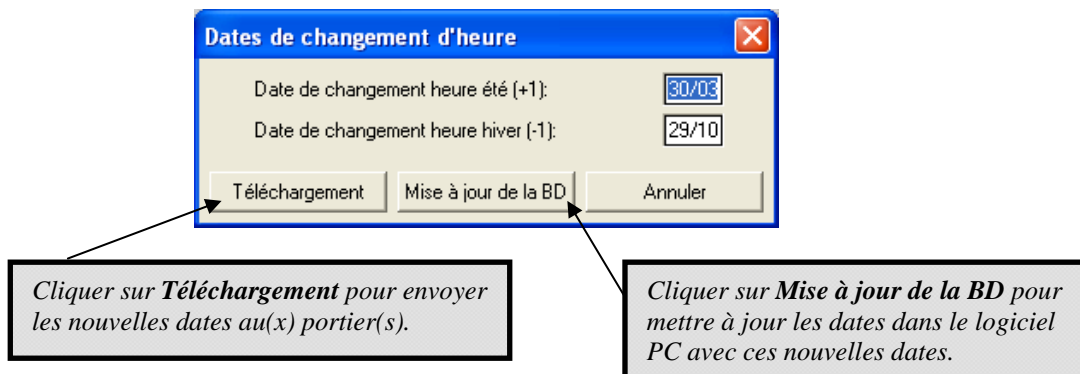 Dates de changement d'heure
Date de changement heure été (+1): 30/03
Date de changement heure hiver (-1): 29/10
Téléchargement Mise à jour de la BD Annuler
Cliquer sur Téléchargement pour envoyer
les nouvelles dates au(x) portier(s).
Cliquer sur Mise à jour de la BD pour
mettre à jour les dates dans le logiciel
PC avec ces nouvelles dates.